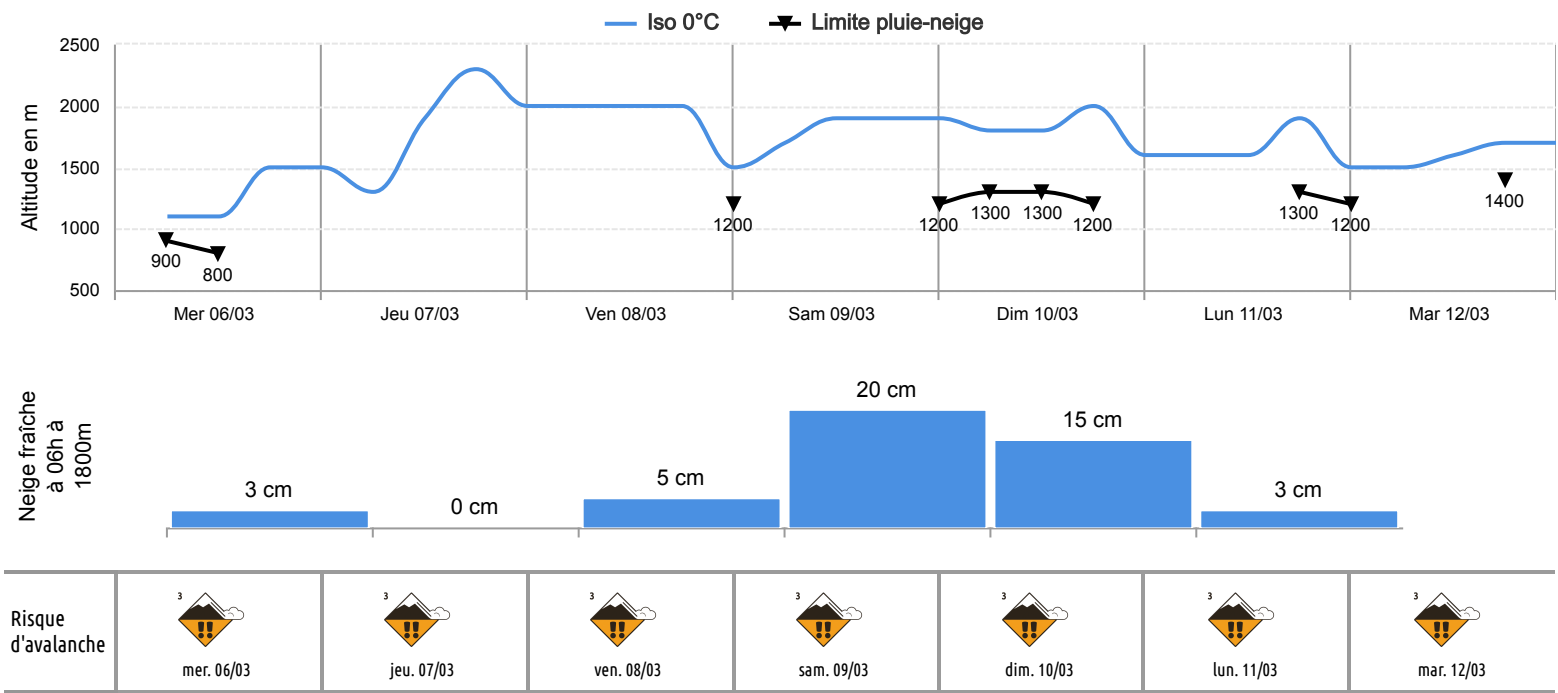 Iso 0°C Limite pluie-neige
Altitude en m
2500
2000
1500
1000
500
900
800
1200
1200
1300
1300
1200
1300
1200
1400
Mer 06/03 Jeu 07/03 Ven 08/03 Sam 09/03 Dim 10/03 Lun 11/03 Mar 12/03
Neige fraîche
à 06h à
1800m
3 cm
0 cm
5 cm
20 cm
15 cm
3 cm
Risque
d'avalanche
3 3 3 3 3 3 3
mer. 06/03 jeu. 07/03 ven. 08/03 sam. 09/03 dim. 10/03 lun. 11/03 mar. 12/03